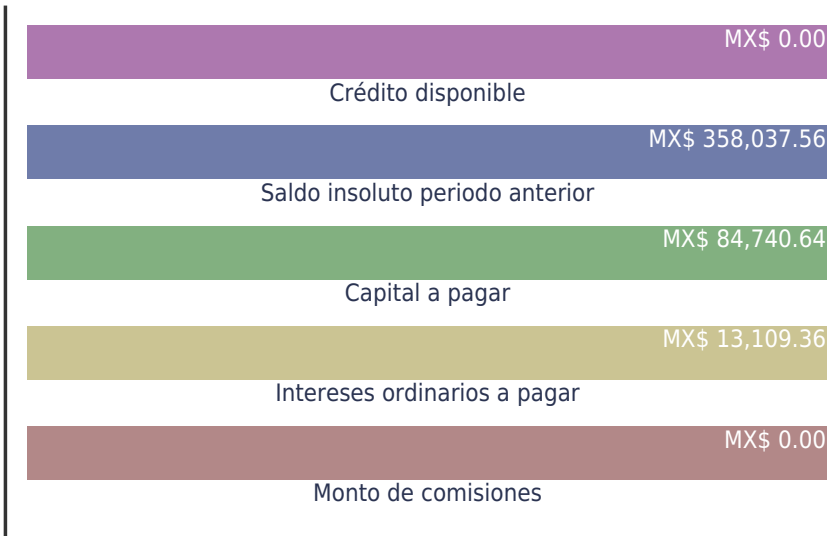 MX$ 0.00
Crédito disponible
MX$ 358,037.56
Saldo insoluto periodo anterior
MX$ 84,740.64
Capital a pagar
MX$ 13,109.36
Intereses ordinarios a pagar
MX$ 0.00
Monto de comisiones